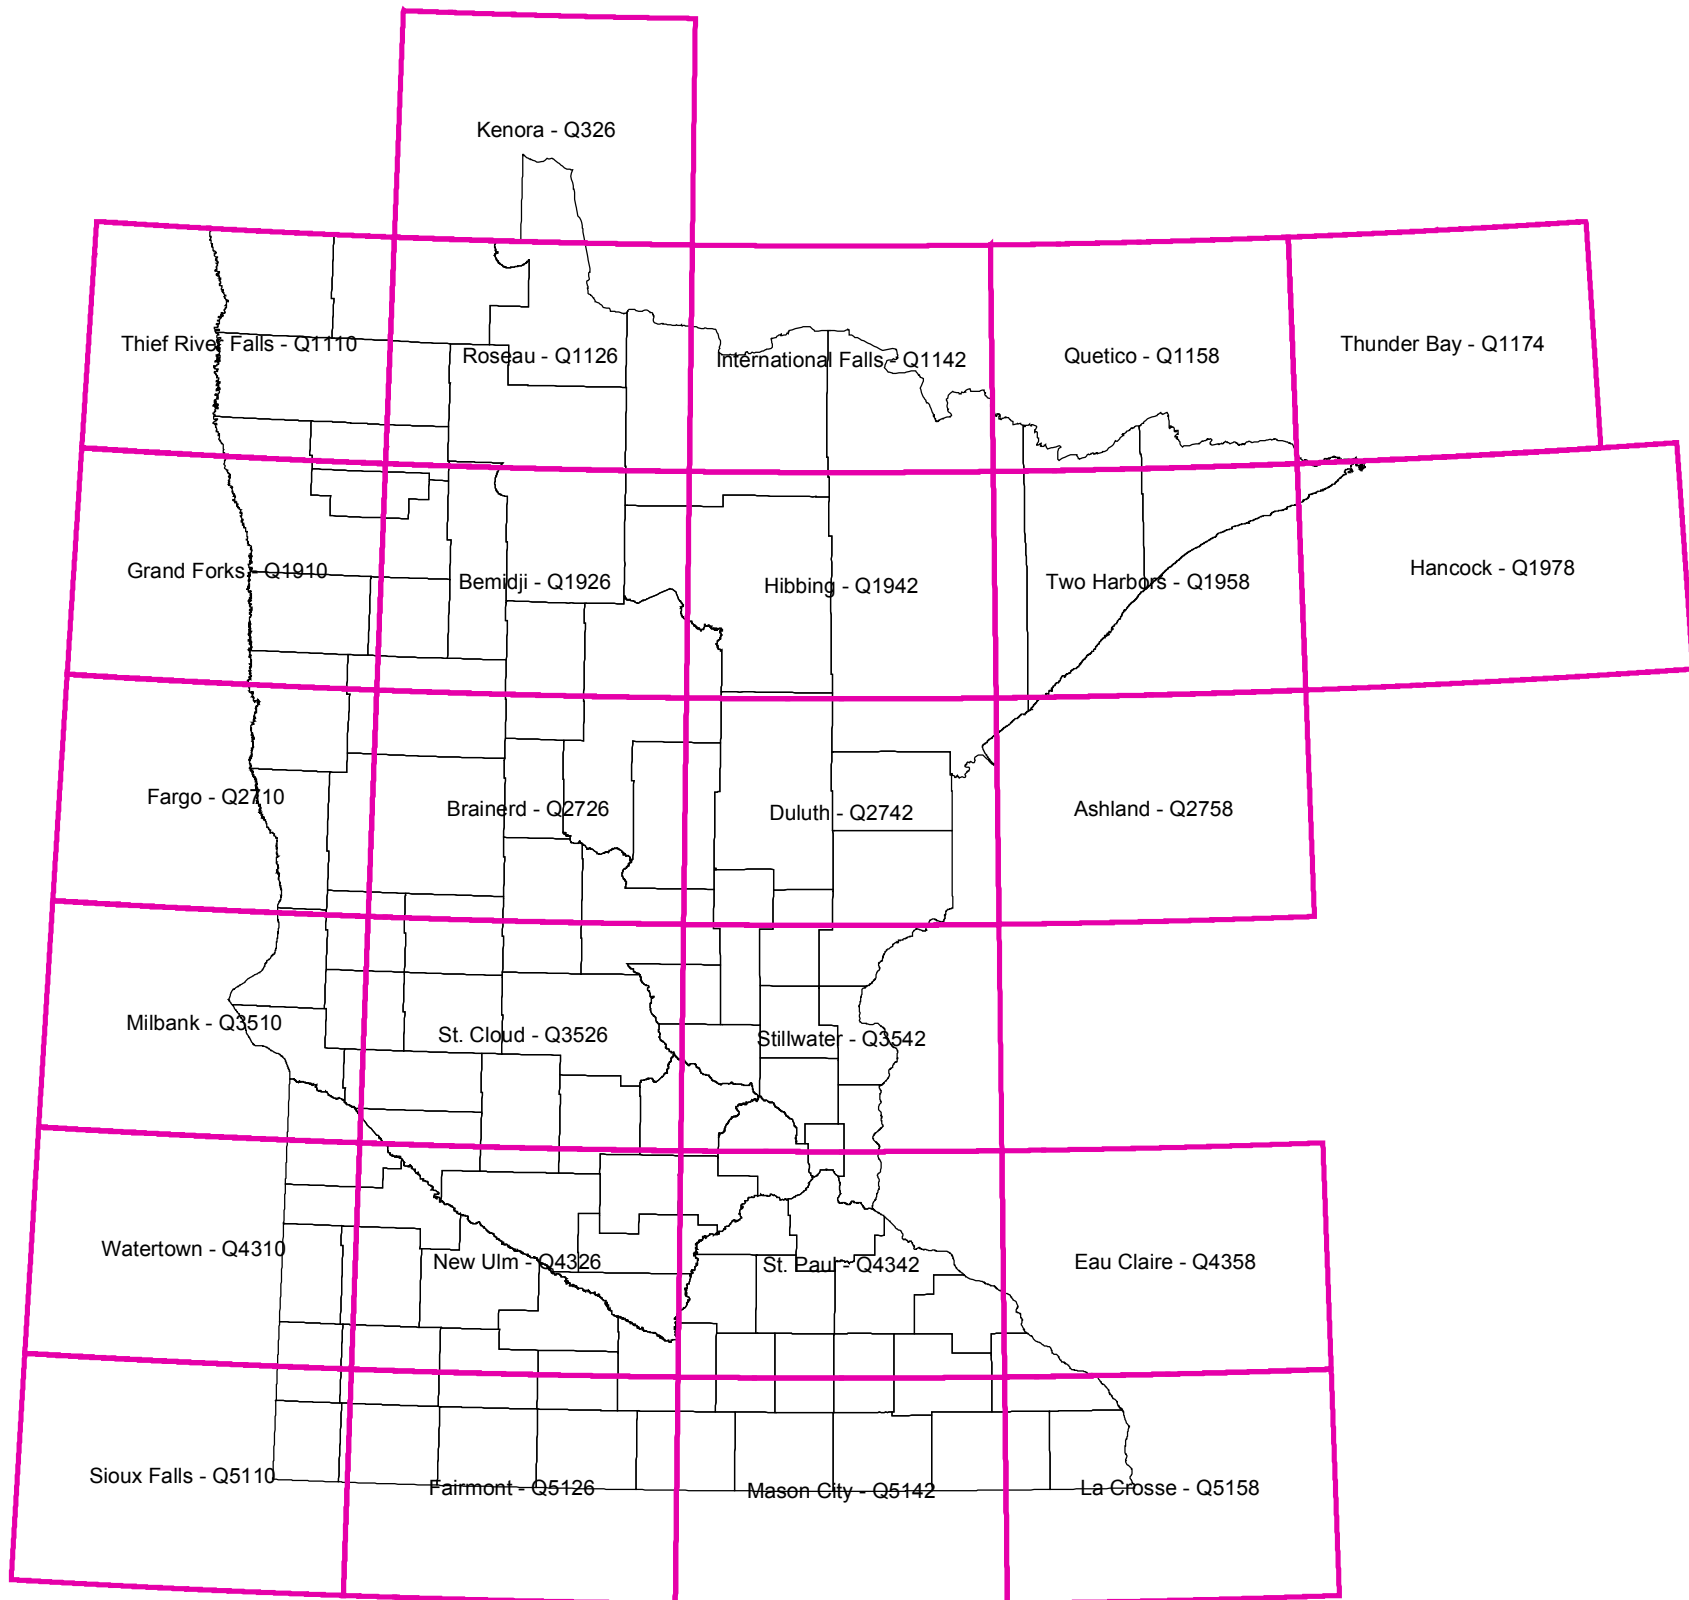 Kenora - Q326
Thief River Falls - Q1110
Roseau - Q1126
International Falls - Q1142
Quetico - Q1158
Thunder Bay - Q1174
Grand Forks - Q1910
Bemidji - Q1926
Hibbing - Q1942
Two Harbors - Q1958
Hancock - Q1978
Fargo - Q2710
Brainerd - Q2726
Duluth - Q2742
Ashland - Q2758
Milbank - Q3510
St. Cloud - Q3526
Stillwater - Q3542
Watertown - Q4310
New Ulm - Q4326
St. Paul - Q4342
Eau Claire - Q4358
Sioux Falls - Q5110
Fairmont - Q5126
Mason City - Q5142
La Crosse - Q5158